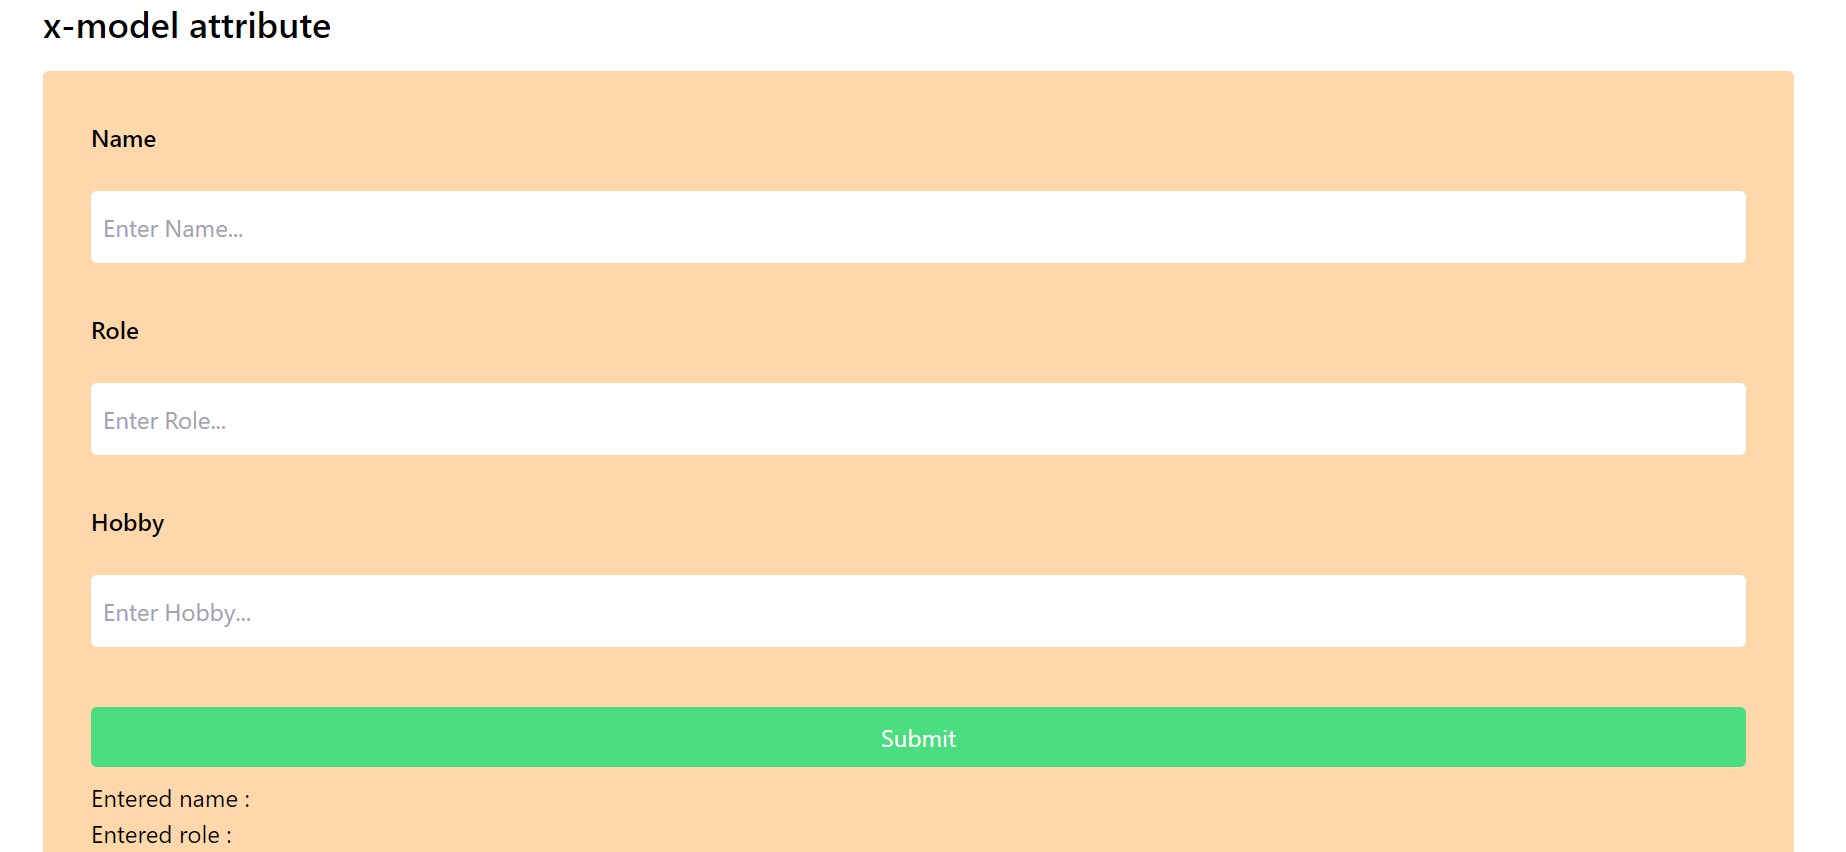 x-model attribute
Name
Enter Name...
Role
Enter Role...
Hobby
Enter Hobby...
Submit
Entered name :
Entered role :